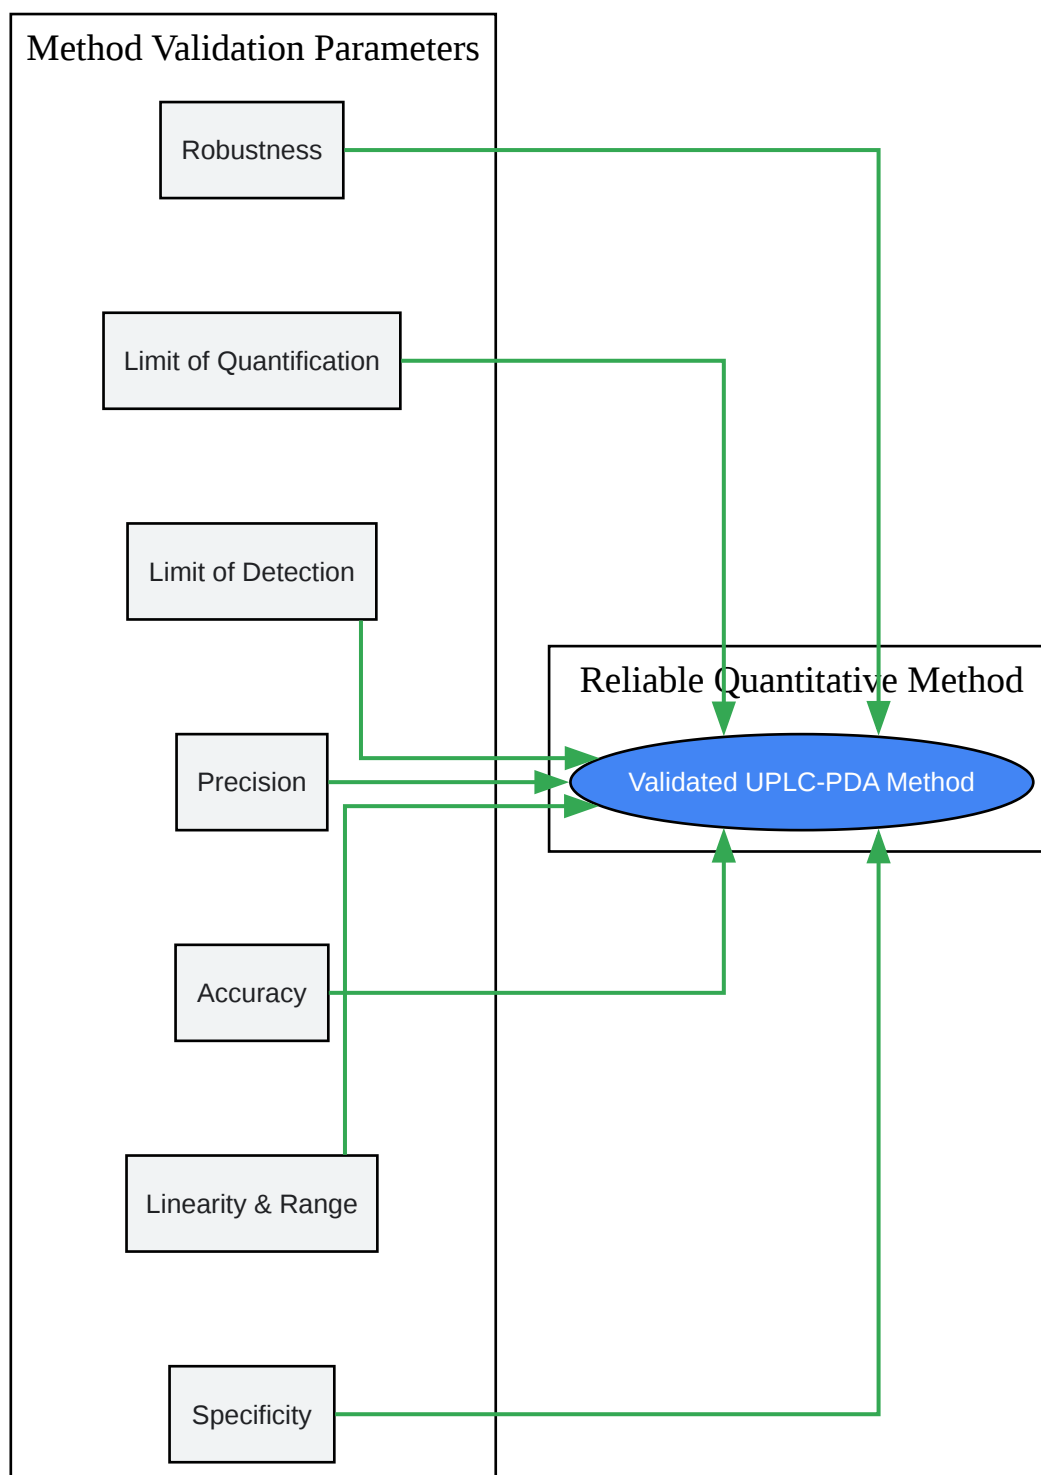 Method Validation Parameters
Robustness
Limit of Quantification
Limit of Detection
Reliable Quantitative Method
Precision
Validated UPLC-PDA Method
Accuracy
Linearity & Range
Specificity